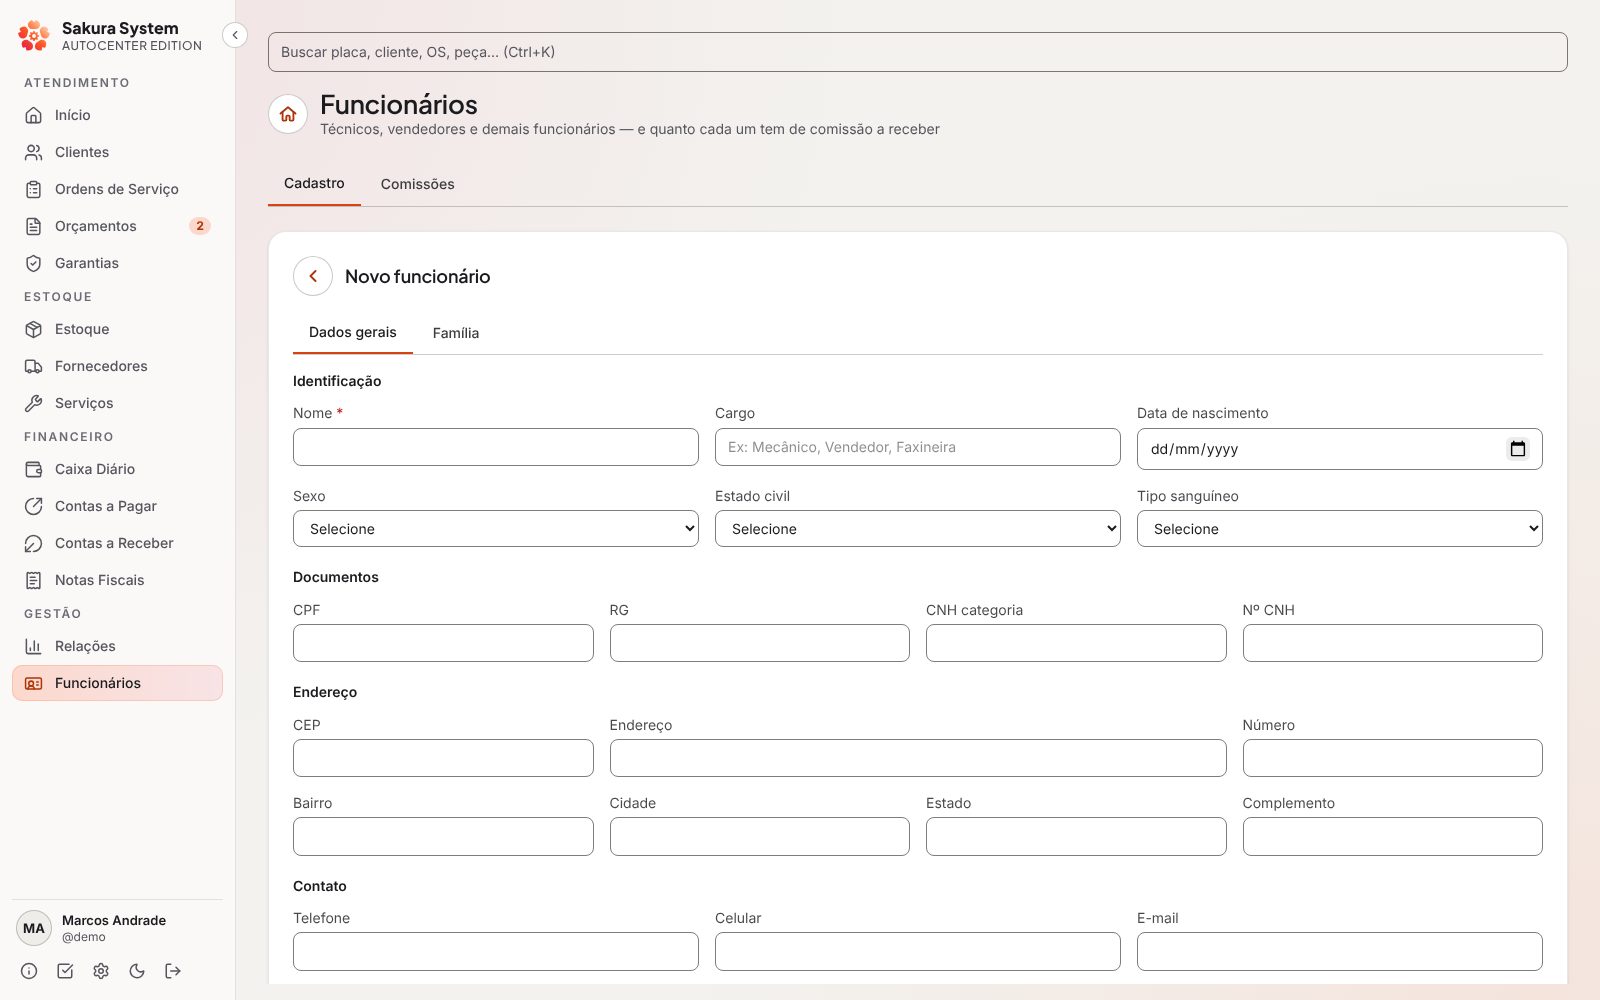 Sakura System
AUTOCENTER EDITION
ATENDIMENTO
Início
Clientes
Ordens de Serviço
Orçamentos 2
Garantias
ESTOQUE
Estoque
Fornecedores
Serviços
FINANCEIRO
Caixa Diário
Contas a Pagar
Contas a Receber
Notas Fiscais
GESTÃO
Relações
Funcionários
MA
Marcos Andrade
@demo
Buscar placa, cliente, OS, peça... (Ctrl+K)
Funcionários
Técnicos, vendedores e demais funcionários — e quanto cada um tem de comissão a receber
Cadastro Comissões
Novo funcionário
Dados gerais Família
Identificação
Nome * Cargo Data de nascimento
Ex: Mecânico, Vendedor, Faxineira dd/mm/yyyy
Sexo Estado civil Tipo sanguíneo
Selecione Selecione Selecione
Documentos
CPF RG CNH categoria Nº CNH
Endereço
CEP Endereço Número
Bairro Cidade Estado Complemento
Contato
Telefone Celular E-mail